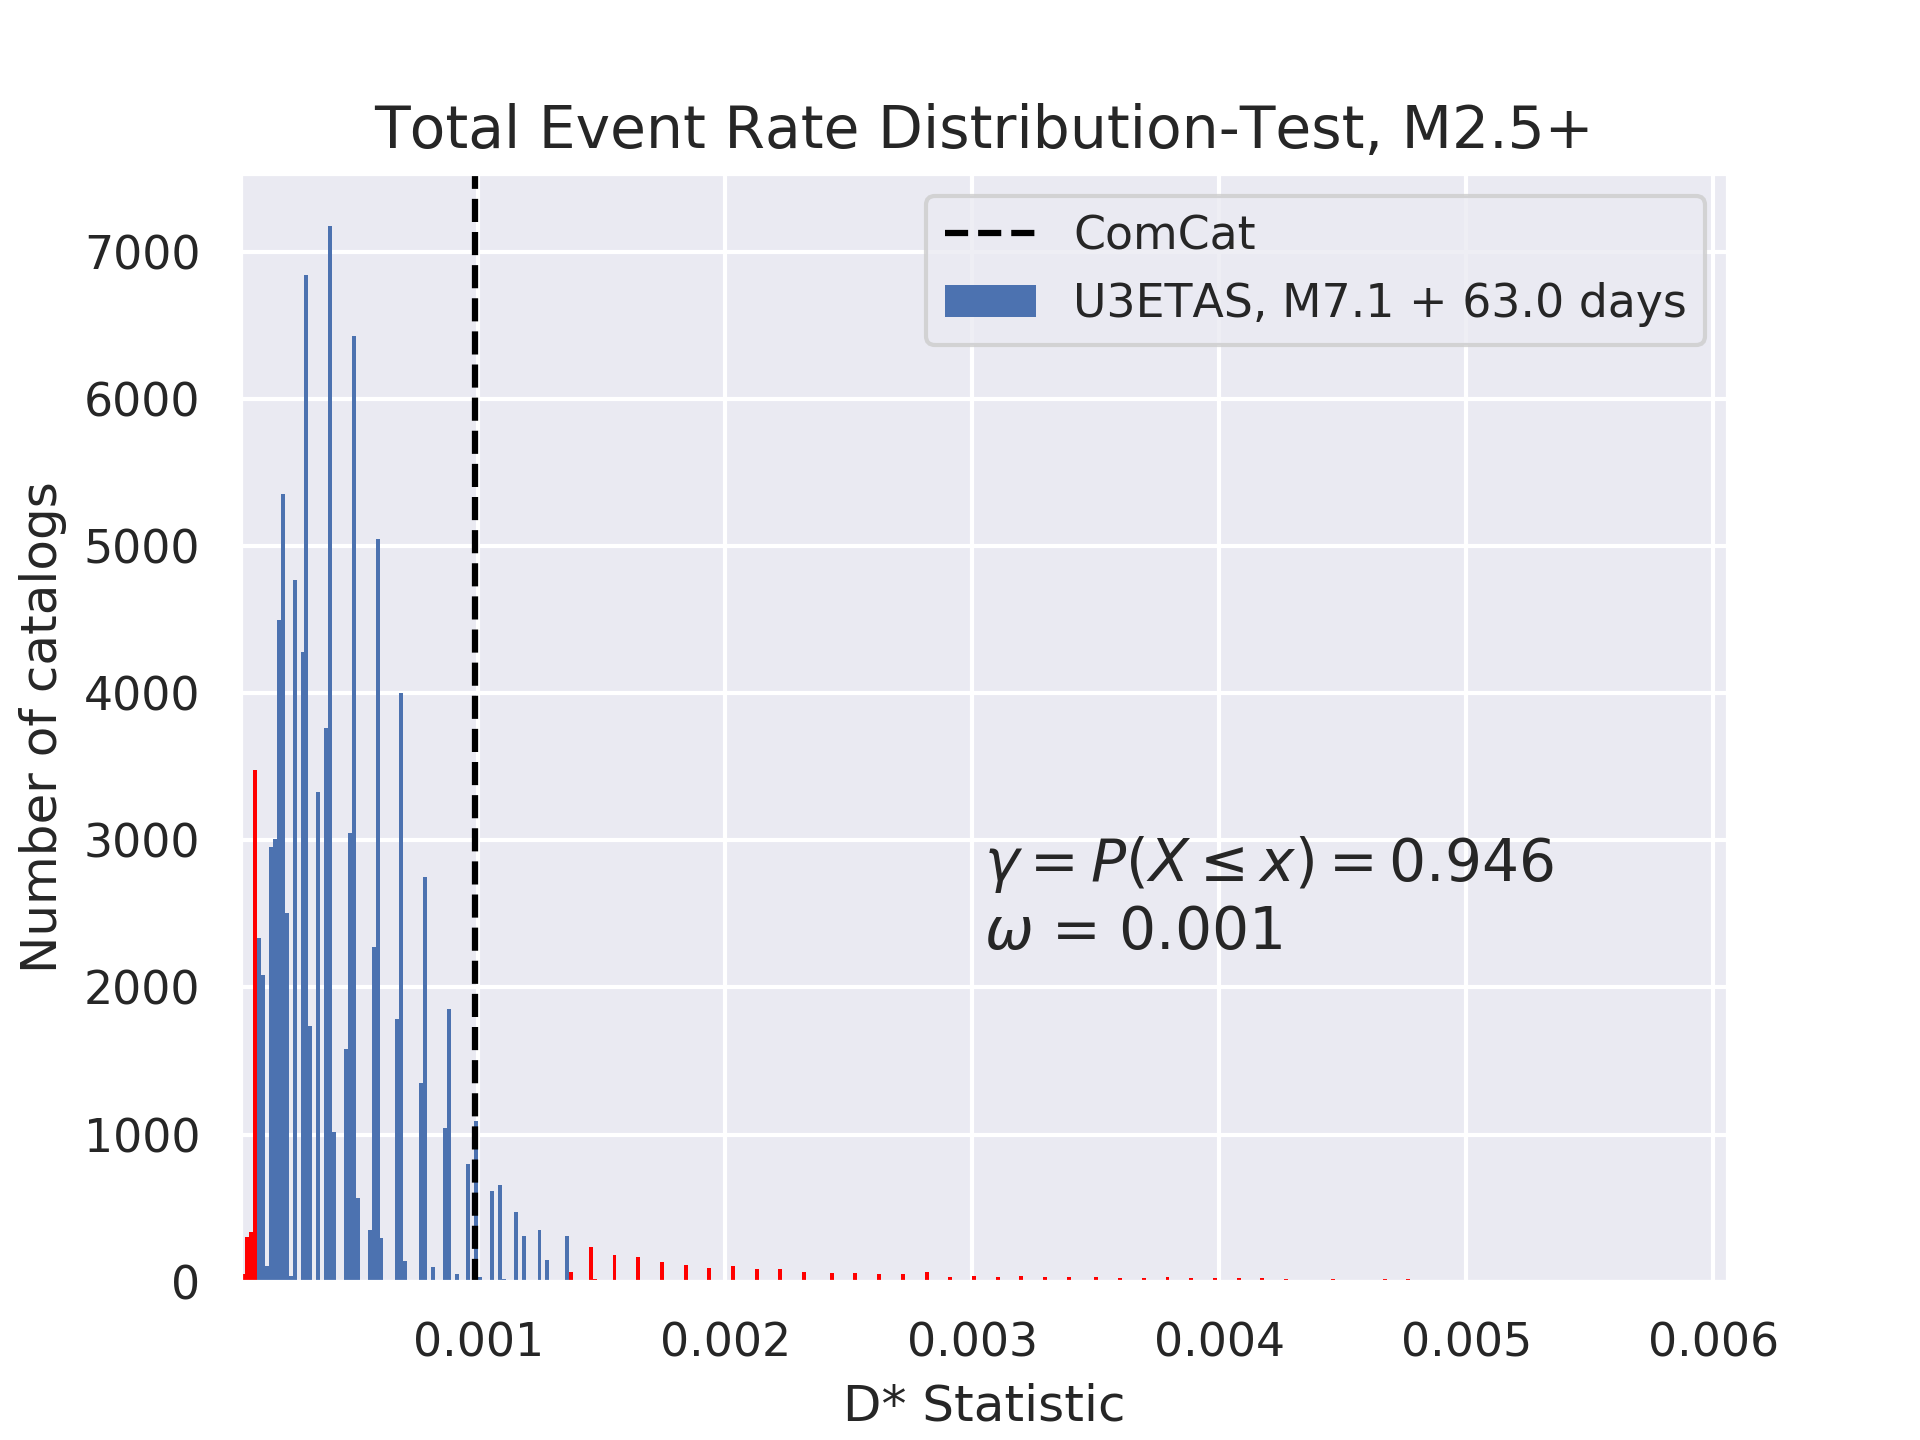 Total Event Rate Distribution-Test, M2.5+
ComCat
U3ETAS, M7.1 + 63.0 days
7000
6000
5000
4000
3000
2000
1000
0
Number of catalogs
γ = P(X ≤ x) = 0.946
ω = 0.001
0.001 0.002 0.003 0.004 0.005 0.006
D* Statistic